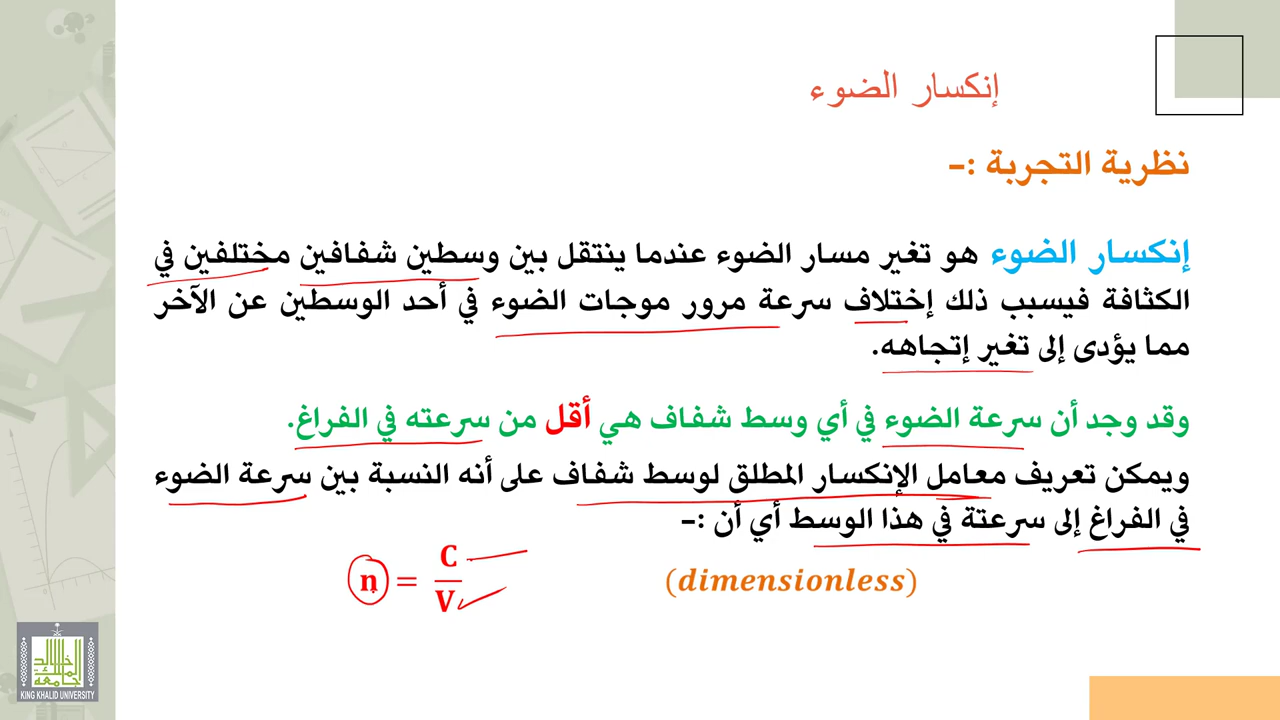 إنكسار الضوء
نظرية التجربة :-
إنكسار الضوء هو تغير مسار الضوء عندما ينتقل بين وسطين شفافين مختلفين في
الكثافة فيسبب ذلك إختلاف سرعة مرور موجات الضوء في أحد الوسطين عن الآخر
مما يؤدى إلى تغير إتجاهه.
وقد وجد أن سرعة الضوء في أي وسط شفاف هي أقل من سرعته في الفراغ.
ويمكن تعريف معامل الإنكسار المطلق لوسط شفاف على أنه النسبة بين سرعة الضوء
في الفراغ إلى سرعتة في هذا الوسط أي أن :-
ṇ = C/V (dimensionless)
جامعة الملك خالد
KING KHALID UNIVERSITY